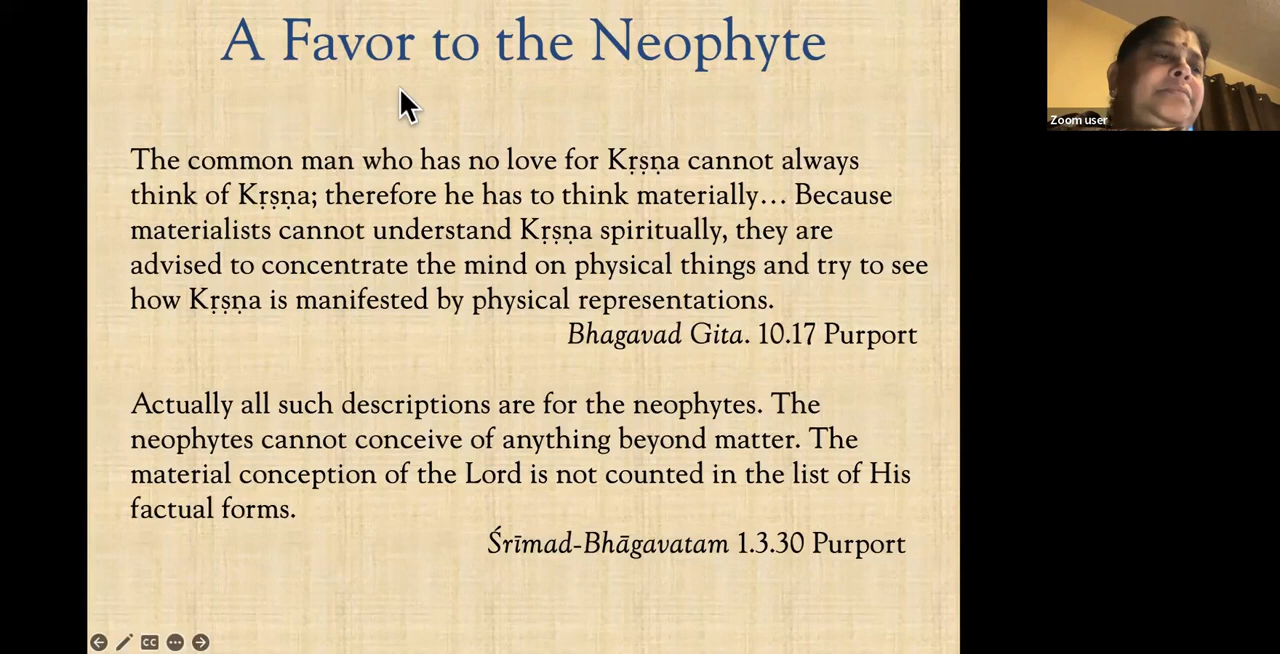 A Favor to the Neophyte
The common man who has no love for Kṛṣṇa cannot always
think of Kṛṣṇa; therefore he has to think materially… Because
materialists cannot understand Kṛṣṇa spiritually, they are
advised to concentrate the mind on physical things and try to see
how Kṛṣṇa is manifested by physical representations.
Bhagavad Gita. 10.17 Purport
Actually all such descriptions are for the neophytes. The
neophytes cannot conceive of anything beyond matter. The
material conception of the Lord is not counted in the list of His
factual forms.
Śrīmad-Bhāgavatam 1.3.30 Purport
CC
Zoom user